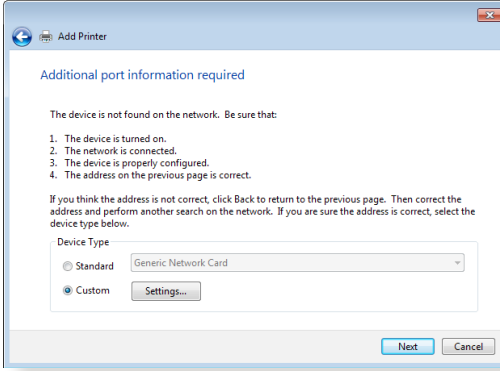 Add Printer
Additional port information required
The device is not found on the network. Be sure that:
1. The device is turned on.
2. The network is connected.
3. The device is properly configured.
4. The address on the previous page is correct.
If you think the address is not correct, click Back to return to the previous page. Then correct the
address and perform another search on the network. If you are sure the address is correct, select the
device type below.
Device Type
Standard
Generic Network Card
Custom
Settings...
Next
Cancel